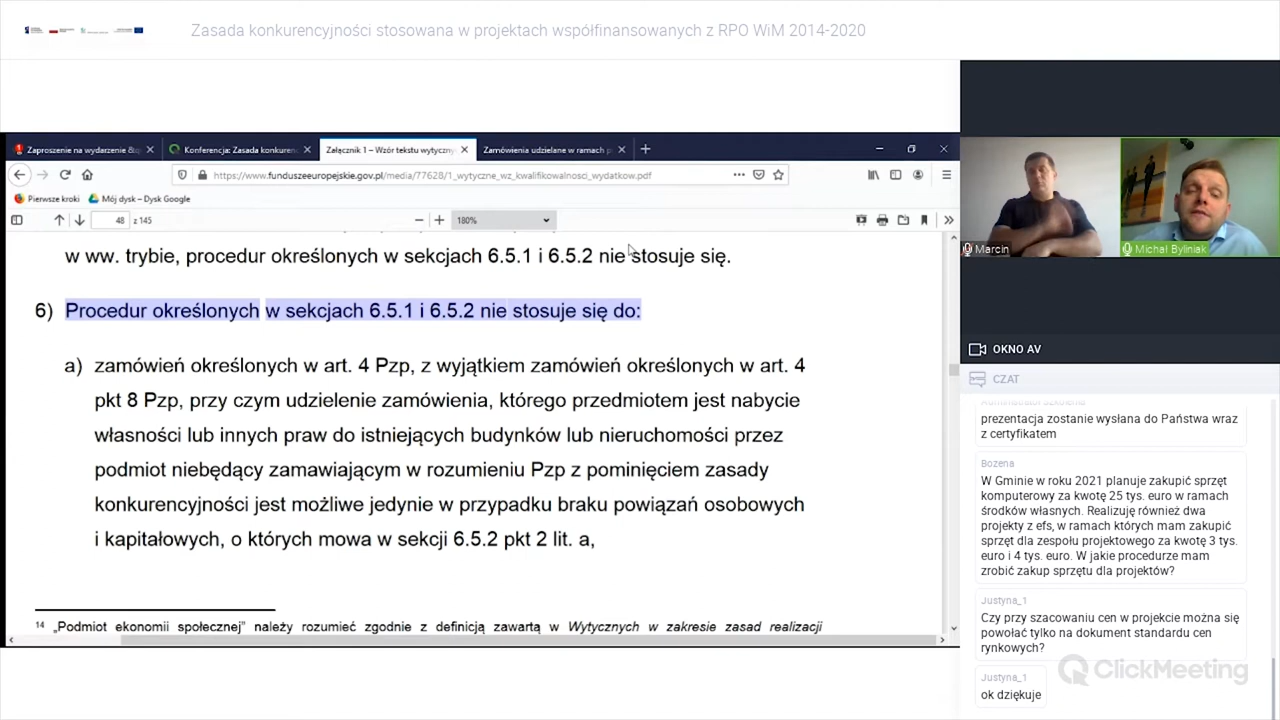 Zasada konkurencyjności stosowana w projektach współfinansowanych z RPO WiM 2014-2020
Zaproszenie na wydarzenie
Konferencja: Zasada konkuren
Załącznik 1 – Wzór tekstu wytyczny
Zamówienia udzielane w ramach p
https://www.funduszeeuropejskie.gov.pl/media/77628/1_wytyczne_wz_kwalifikowalnosci_wydatkow.pdf
Pierwsze kroki
Mój dysk – Dysk Google
48 z 145
180%
w ww. trybie, procedur określonych w sekcjach 6.5.1 i 6.5.2 nie stosuje się.
6) Procedur określonych w sekcjach 6.5.1 i 6.5.2 nie stosuje się do:
a) zamówień określonych w art. 4 Pzp, z wyjątkiem zamówień określonych w art. 4
pkt 8 Pzp, przy czym udzielenie zamówienia, którego przedmiotem jest nabycie
własności lub innych praw do istniejących budynków lub nieruchomości przez
podmiot niebędący zamawiającym w rozumieniu Pzp z pominięciem zasady
konkurencyjności jest możliwe jedynie w przypadku braku powiązań osobowych
i kapitałowych, o których mowa w sekcji 6.5.2 pkt 2 lit. a,
14 „Podmiot ekonomii społecznej” należy rozumieć zgodnie z definicją zawartą w Wytycznych w zakresie zasad realizacji
Marcin
Michał Byliniak
OKNO AV
CZAT
Administrator szkolenia
prezentacja zostanie wysłana do Państwa wraz
z certyfikatem
Bozena
W Gminie w roku 2021 planuje zakupić sprzęt
komputerowy za kwotę 25 tys. euro w ramach
środków własnych. Realizuję również dwa
projekty z efs, w ramach których mam zakupić
sprzęt dla zespołu projektowego za kwotę 3 tys.
euro i 4 tys. euro. W jakie procedurze mam
zrobić zakup sprzętu dla projektów?
Justyna_1
Czy przy szacowaniu cen w projekcie można się
powołać tylko na dokument standardu cen
rynkowych?
ClickMeeting
Justyna_1
ok dziękuje